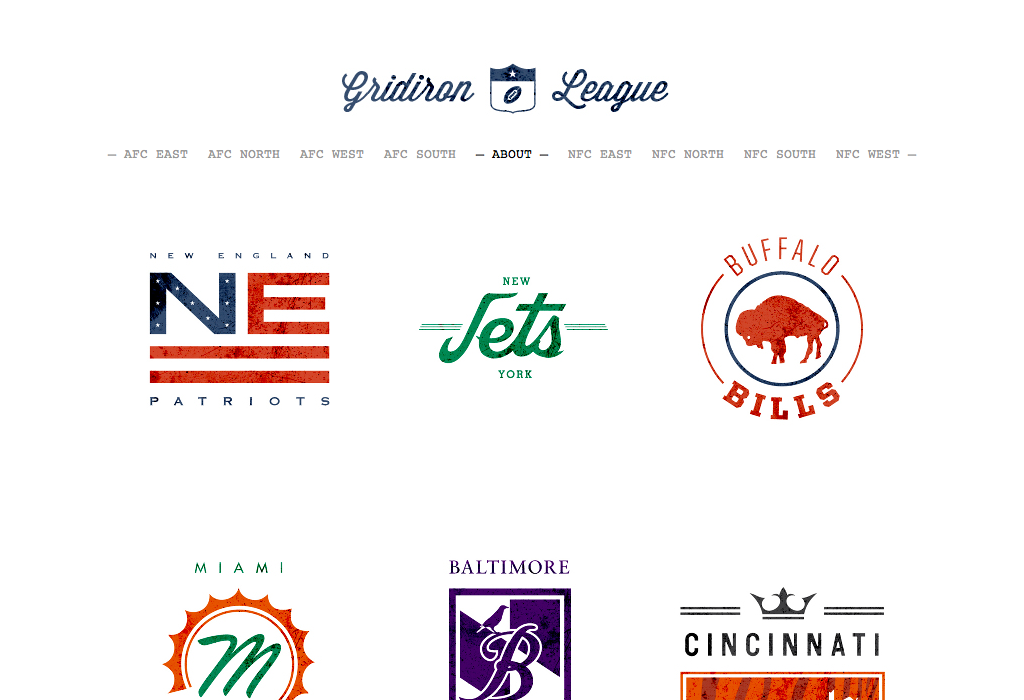 Gridiron League
— AFC EAST AFC NORTH AFC WEST AFC SOUTH — ABOUT — NFC EAST NFC NORTH NFC SOUTH NFC WEST —
NEW ENGLAND
NE
PATRIOTS
NEW
Jets
YORK
BUFFALO
BILLS
MIAMI
M
BALTIMORE
B
CINCINNATI